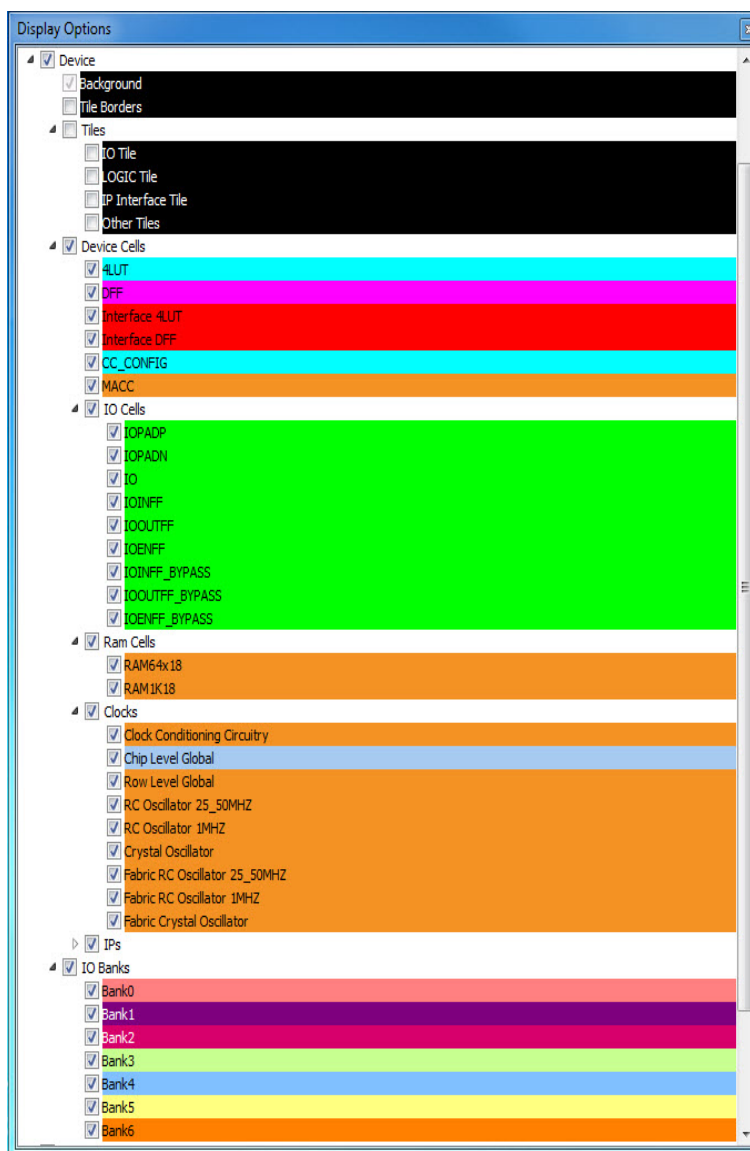 Display Options
Device
Background
Tile Borders
Tiles
IO Tile
LOGIC Tile
IP Interface Tile
Other Tiles
Device Cells
4LUT
DFF
Interface 4LUT
Interface DFF
CC_CONFIG
MACC
IO Cells
IOPADP
IOPADN
IO
IOINFF
IOOUTFF
IOENFF
IOINFF_BYPASS
IOOUTFF_BYPASS
IOENFF_BYPASS
Ram Cells
RAM64x18
RAM1K18
Clocks
Clock Conditioning Circuitry
Chip Level Global
Row Level Global
RC Oscillator 25_50MHZ
RC Oscillator 1MHZ
Crystal Oscillator
Fabric RC Oscillator 25_50MHZ
Fabric RC Oscillator 1MHZ
Fabric Crystal Oscillator
IPs
IO Banks
Bank0
Bank1
Bank2
Bank3
Bank4
Bank5
Bank6